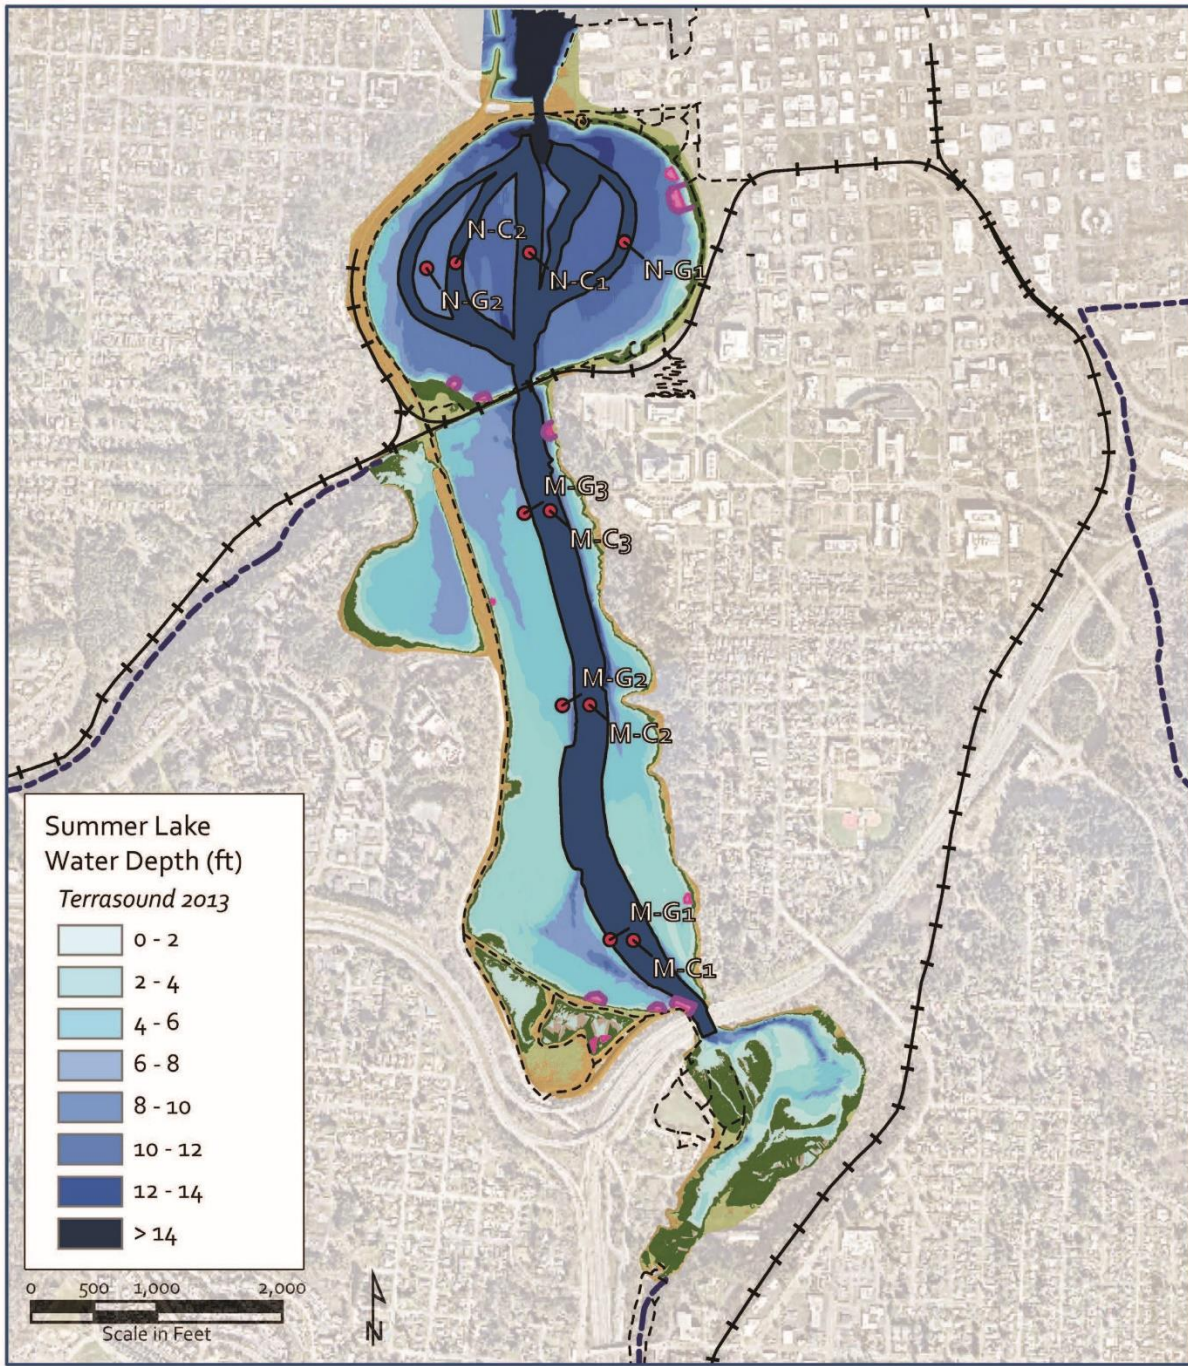 N-C2
N-C1
N-G1
N-G2
M-G3
M-C3
M-G2
M-C2
M-G1
M-C1
Summer Lake
Water Depth (ft)
Terrasound 2013
0 - 2
2 - 4
4 - 6
6 - 8
8 - 10
10 - 12
12 - 14
> 14
0 500 1,000 2,000
Scale in Feet
N